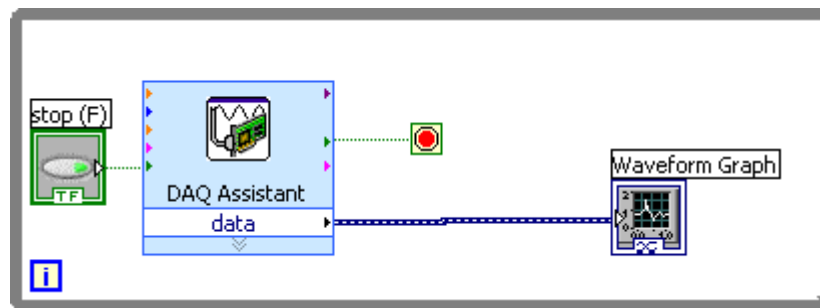 stop (F)
TF
DAQ Assistant
data
Waveform Graph
i